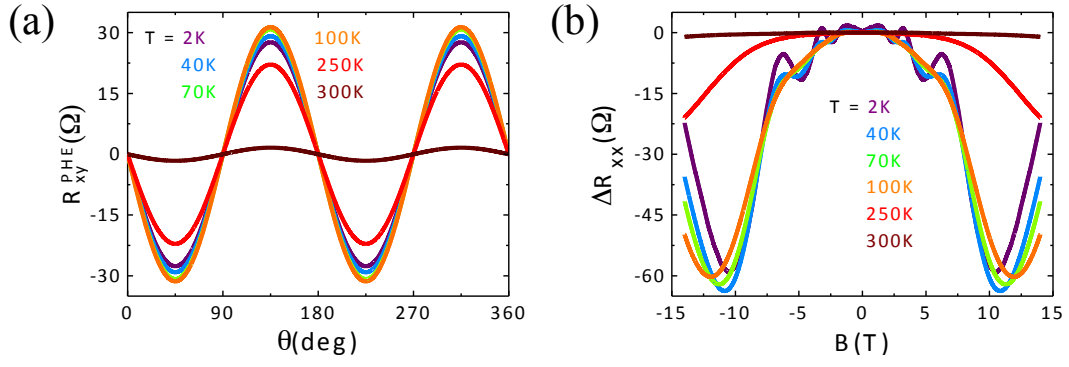 (a)
R_xy^PHE (Ω)
30
15
0
-15
-30
T = 2K 100K
40K 250K
70K 300K
0 90 180 270 360
θ(deg)
(b)
ΔR_xx (Ω)
0
-15
-30
-45
-60
T = 2K
40K
70K
100K
250K
300K
-15 -10 -5 0 5 10 15
B(T)